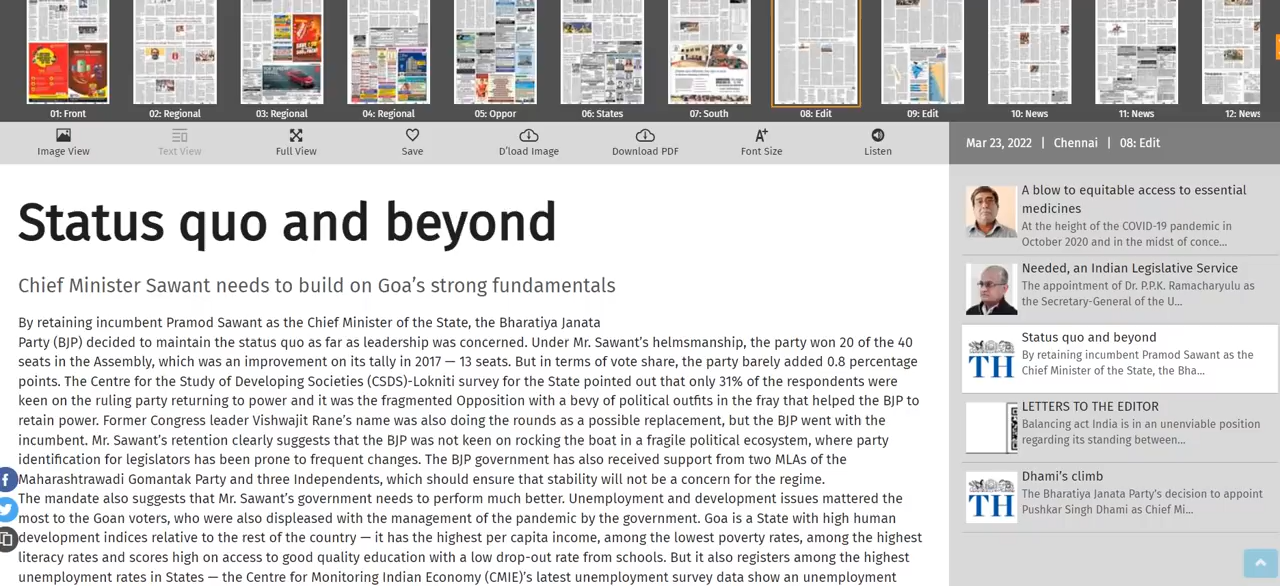 01: Front
02: Regional
03: Regional
04: Regional
05: Oppor
06: States
07: South
08: Edit
09: Edit
10: News
11: News
12: News
Image View
Text View
Full View
Save
D'load Image
Download PDF
Font Size
Listen
Mar 23, 2022 | Chennai | 08: Edit
Status quo and beyond
Chief Minister Sawant needs to build on Goa's strong fundamentals
By retaining incumbent Pramod Sawant as the Chief Minister of the State, the Bharatiya Janata
Party (BJP) decided to maintain the status quo as far as leadership was concerned. Under Mr. Sawant's helmsmanship, the party won 20 of the 40
seats in the Assembly, which was an improvement on its tally in 2017 — 13 seats. But in terms of vote share, the party barely added 0.8 percentage
points. The Centre for the Study of Developing Societies (CSDS)-Lokniti survey for the State pointed out that only 31% of the respondents were
keen on the ruling party returning to power and it was the fragmented Opposition with a bevy of political outfits in the fray that helped the BJP to
retain power. Former Congress leader Vishwajit Rane's name was also doing the rounds as a possible replacement, but the BJP went with the
incumbent. Mr. Sawant's retention clearly suggests that the BJP was not keen on rocking the boat in a fragile political ecosystem, where party
identification for legislators has been prone to frequent changes. The BJP government has also received support from two MLAs of the
Maharashtrawadi Gomantak Party and three Independents, which should ensure that stability will not be a concern for the regime.
The mandate also suggests that Mr. Sawant's government needs to perform much better. Unemployment and development issues mattered the
most to the Goan voters, who were also displeased with the management of the pandemic by the government. Goa is a State with high human
development indices relative to the rest of the country — it has the highest per capita income, among the lowest poverty rates, among the highest
literacy rates and scores high on access to good quality education with a low drop-out rate from schools. But it also registers among the highest
unemployment rates in States — the Centre for Monitoring Indian Economy (CMIE)'s latest unemployment survey data show an unemployment
A blow to equitable access to essential
medicines
At the height of the COVID-19 pandemic in
October 2020 and in the midst of conce...
Needed, an Indian Legislative Service
The appointment of Dr. P.P.K. Ramacharyulu as
the Secretary-General of the U...
Status quo and beyond
TH
By retaining incumbent Pramod Sawant as the
Chief Minister of the State, the Bha...
LETTERS TO THE EDITOR
Balancing act India is in an unenviable position
regarding its standing between...
Dhami's climb
TH
The Bharatiya Janata Party's decision to appoint
Pushkar Singh Dhami as Chief Mi...